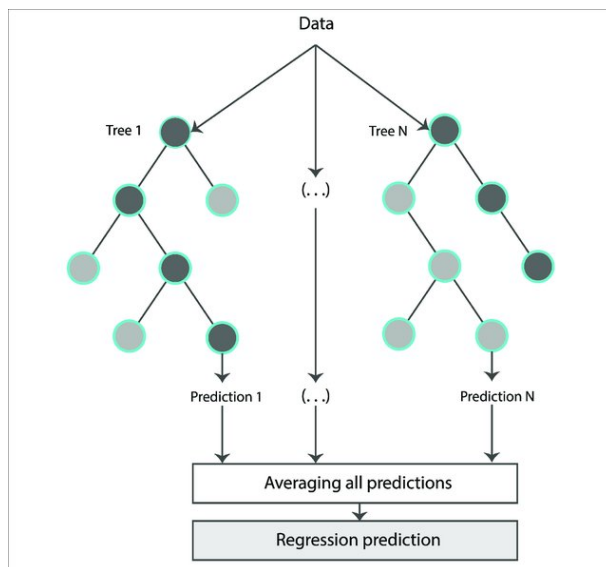 Data
Tree 1
Tree N
(...)
Prediction 1
(...)
Prediction N
Averaging all predictions
Regression prediction